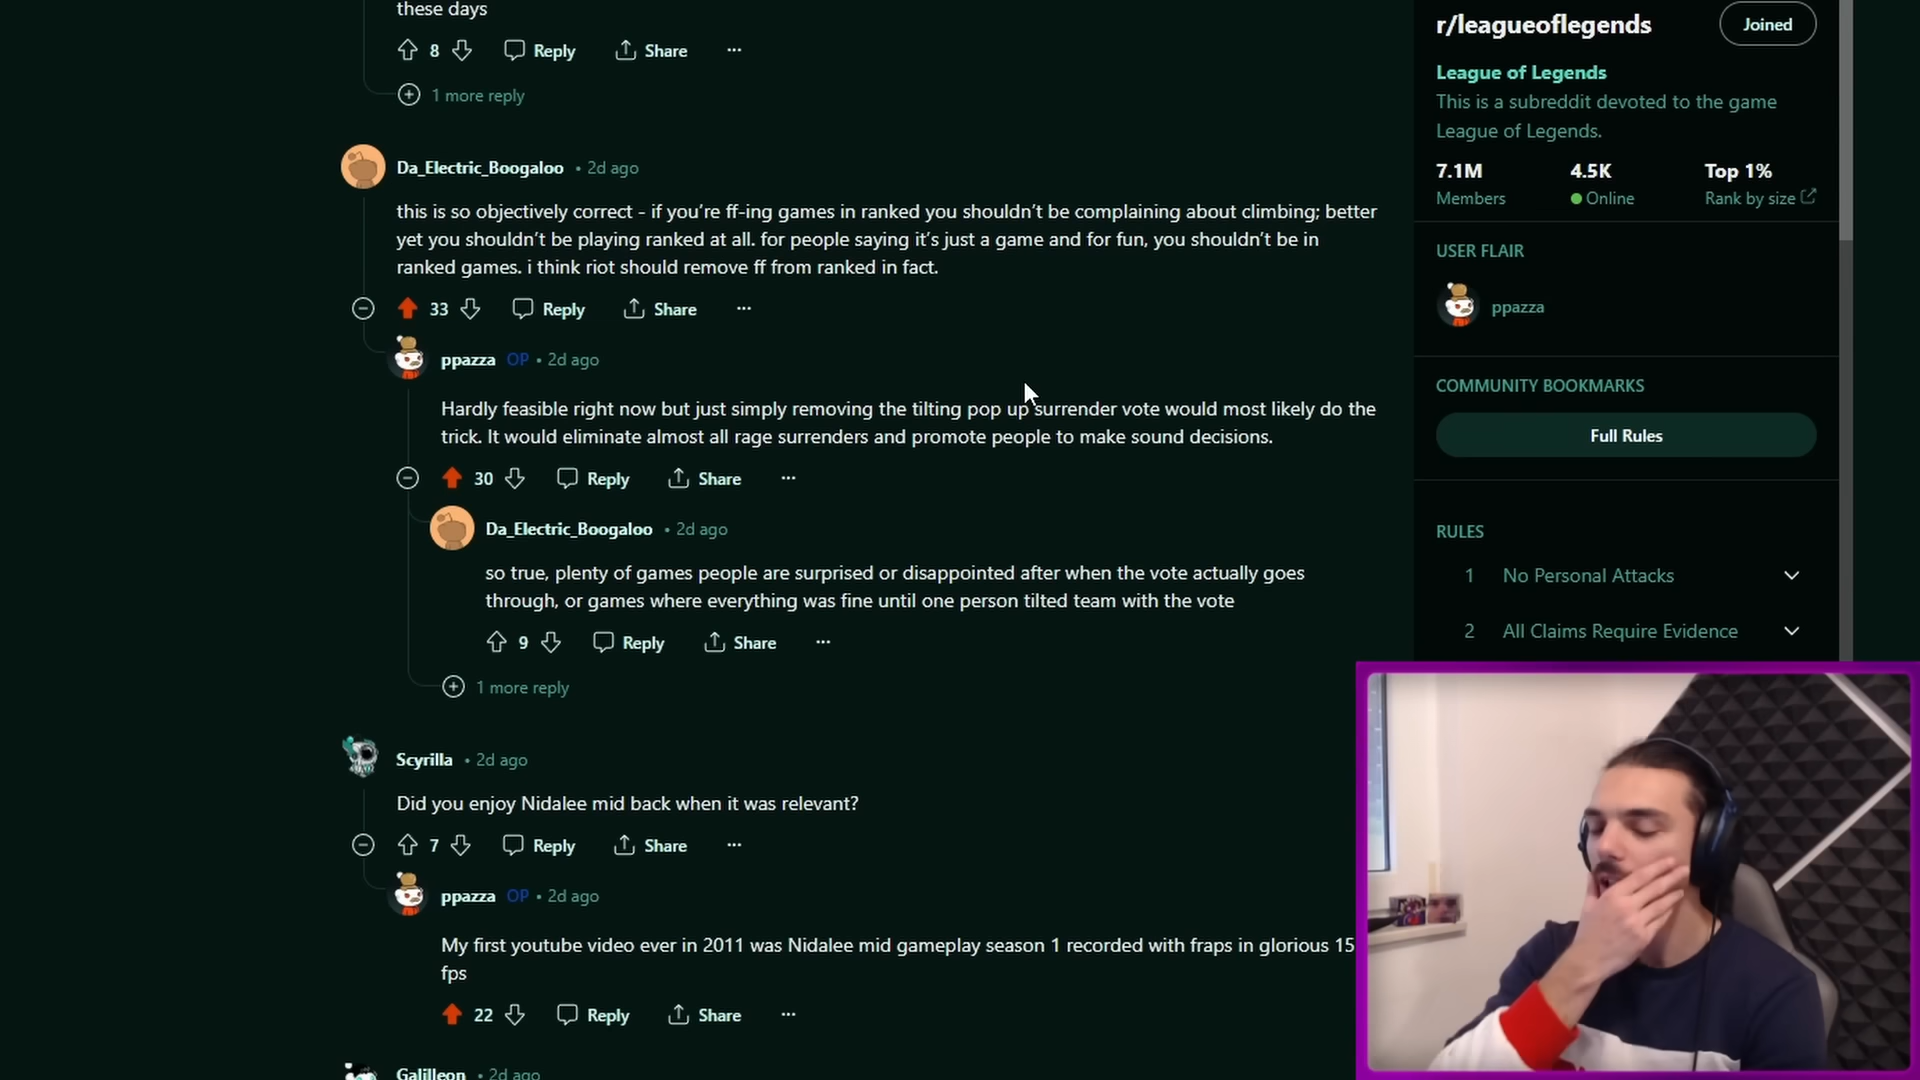 these days
8 Reply Share
1 more reply
Da_Electric_Boogaloo • 2d ago
this is so objectively correct - if you’re ff-ing games in ranked you shouldn’t be complaining about climbing; better
yet you shouldn’t be playing ranked at all. for people saying it’s just a game and for fun, you shouldn’t be in
ranked games. i think riot should remove ff from ranked in fact.
33 Reply Share
ppazza OP • 2d ago
Hardly feasible right now but just simply removing the tilting pop up surrender vote would most likely do the
trick. It would eliminate almost all rage surrenders and promote people to make sound decisions.
30 Reply Share
Da_Electric_Boogaloo • 2d ago
so true, plenty of games people are surprised or disappointed after when the vote actually goes
through, or games where everything was fine until one person tilted team with the vote
9 Reply Share
1 more reply
Scyrilla • 2d ago
Did you enjoy Nidalee mid back when it was relevant?
7 Reply Share
ppazza OP • 2d ago
My first youtube video ever in 2011 was Nidalee mid gameplay season 1 recorded with fraps in glorious 15
fps
22 Reply Share
Galilleon • 2d ago
r/leagueoflegends Joined
League of Legends
This is a subreddit devoted to the game
League of Legends.
7.1M 4.5K Top 1%
Members Online Rank by size
USER FLAIR
ppazza
COMMUNITY BOOKMARKS
Full Rules
RULES
1 No Personal Attacks
2 All Claims Require Evidence